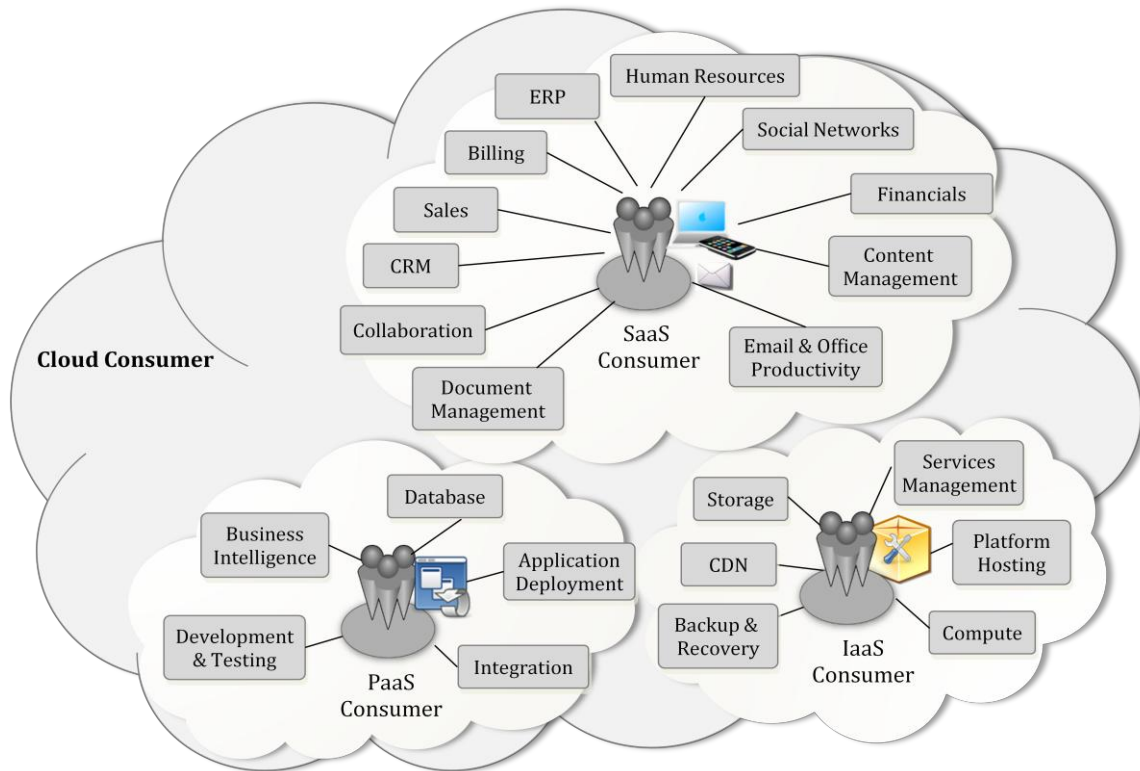 Human Resources
ERP
Social Networks
Billing
Financials
Sales
CRM
Content
Management
Collaboration
SaaS
Consumer
Email & Office
Productivity
Document
Management
Cloud Consumer
Database
Business
Intelligence
Application
Deployment
Development
& Testing
Integration
PaaS
Consumer
Services
Management
Storage
Platform
Hosting
CDN
Backup &
Recovery
Compute
IaaS
Consumer